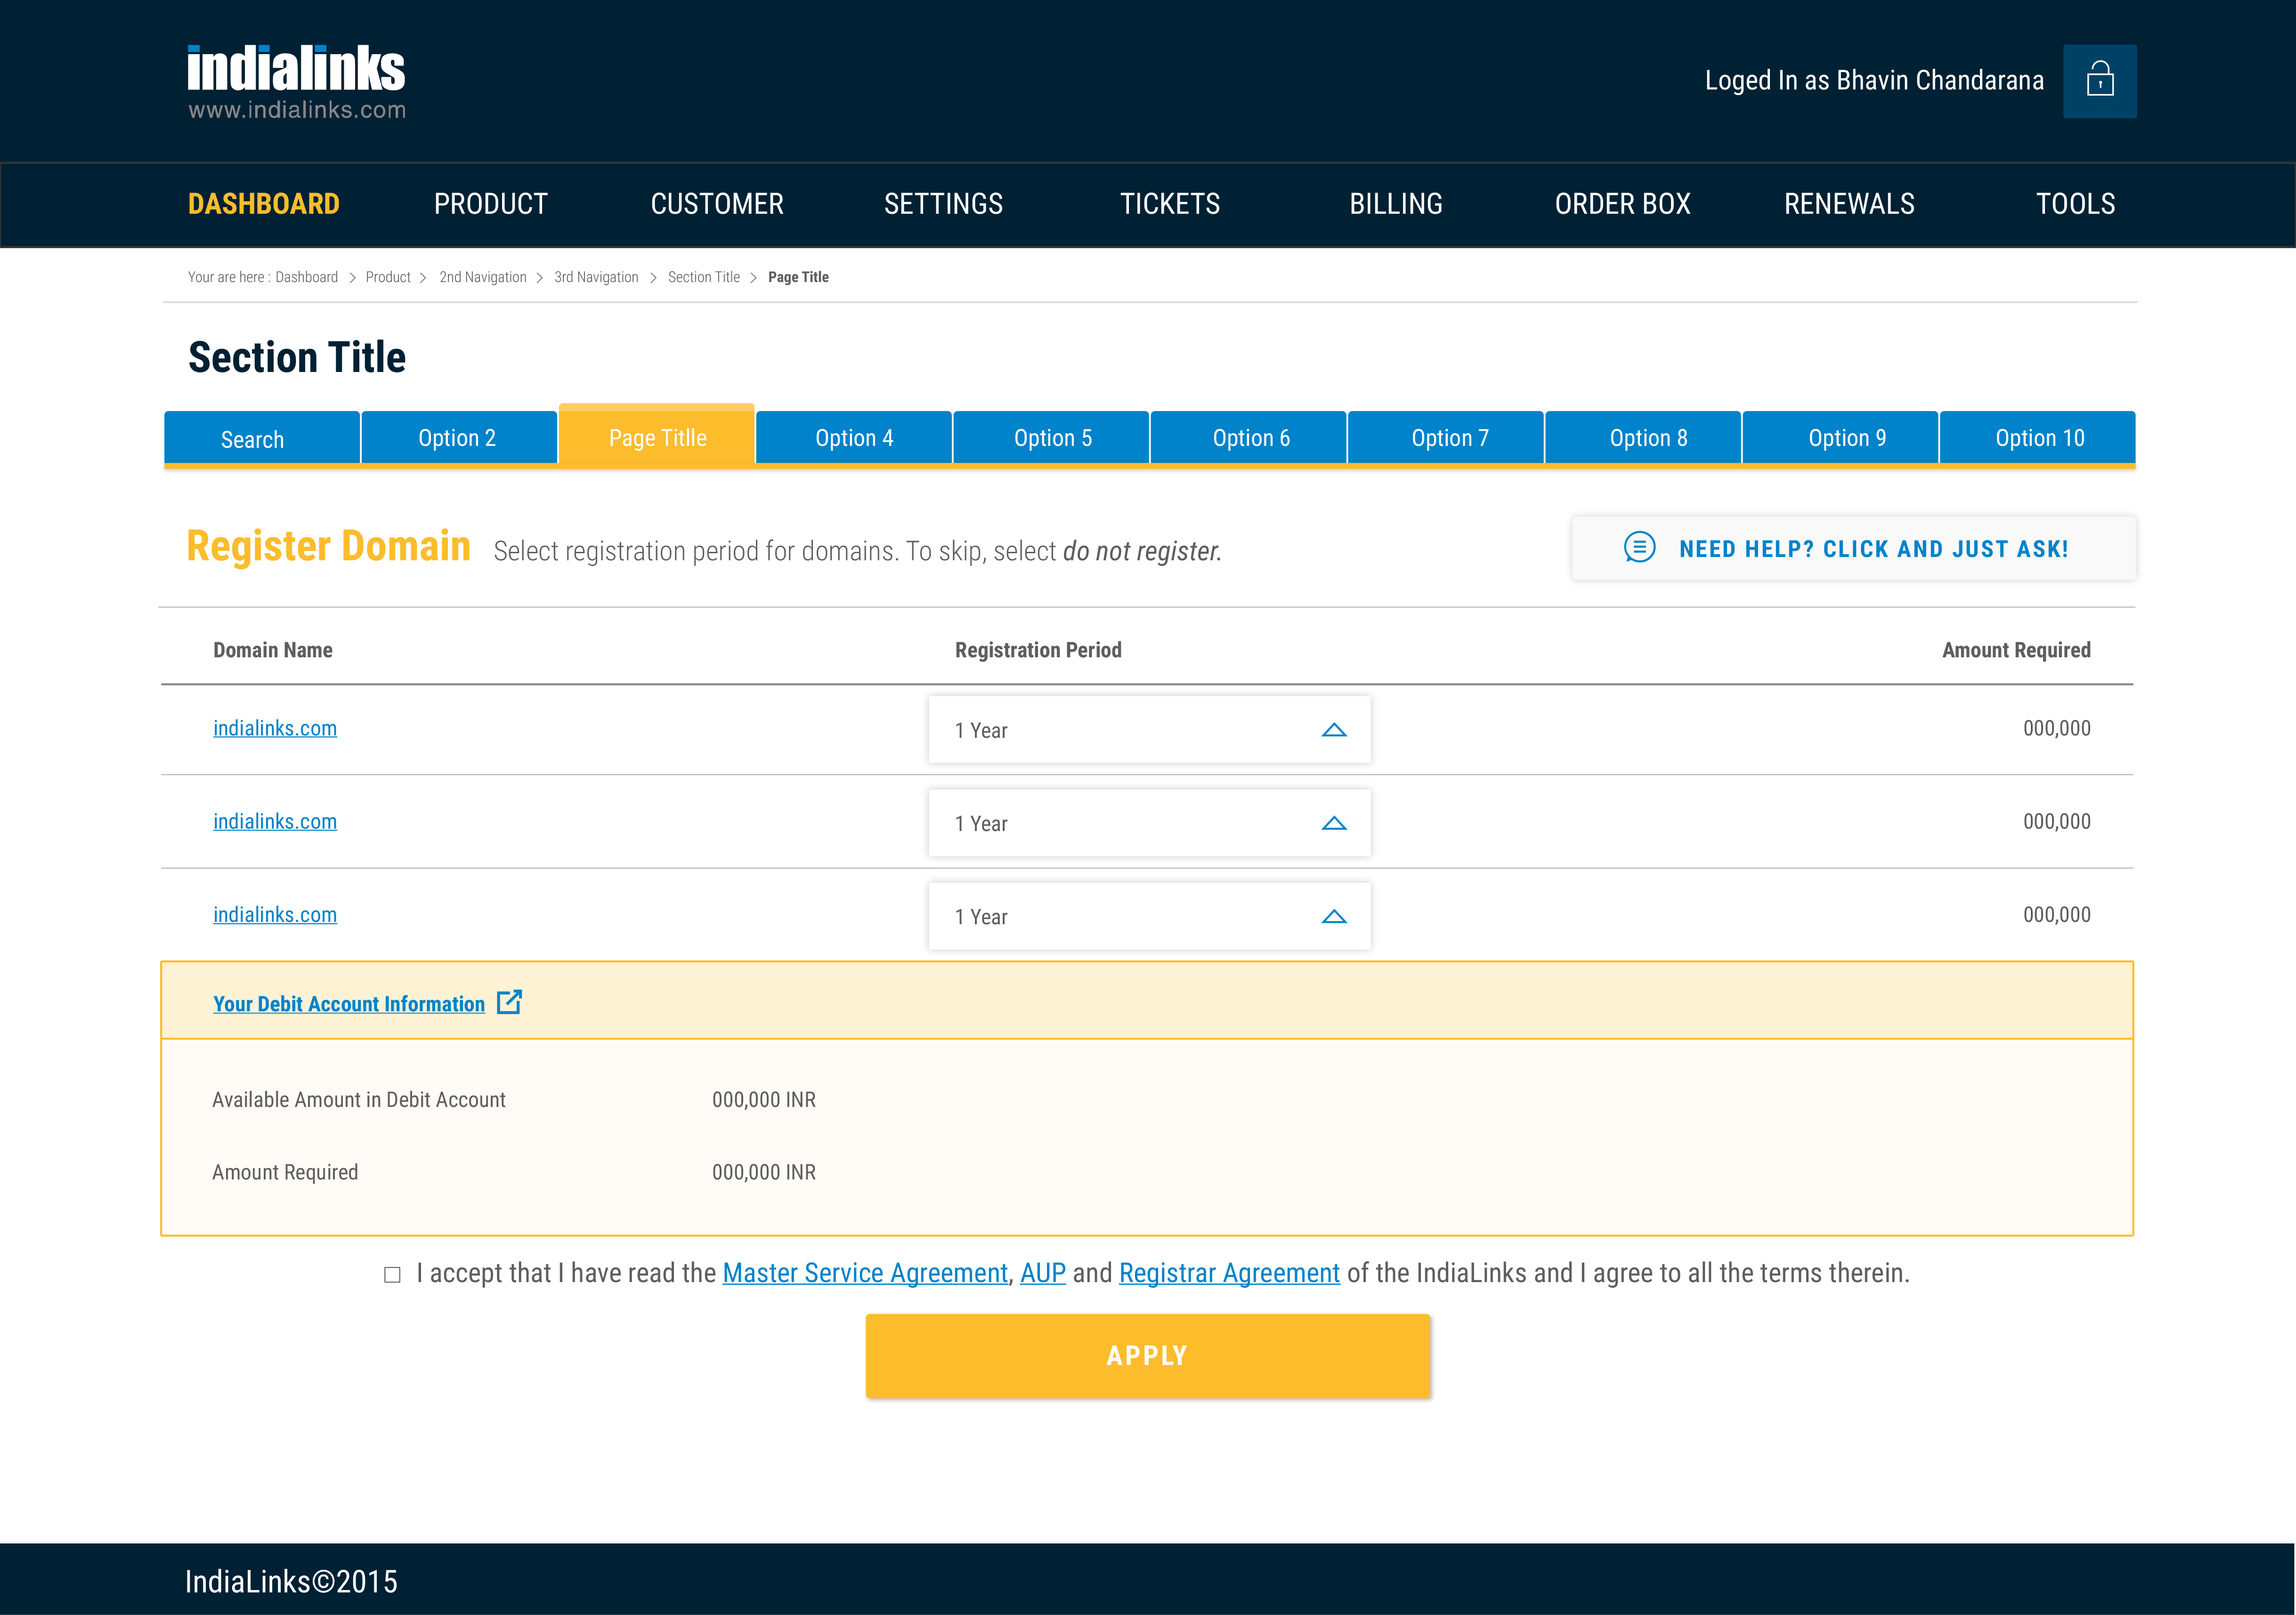 indialinks
www.indialinks.com
Loged In as Bhavin Chandarana
DASHBOARD PRODUCT CUSTOMER SETTINGS TICKETS BILLING ORDER BOX RENEWALS TOOLS
Your are here : Dashboard > Product > 2nd Navigation > 3rd Navigation > Section Title > Page Title
Section Title
Search Option 2 Page Titlle Option 4 Option 5 Option 6 Option 7 Option 8 Option 9 Option 10
Register Domain Select registration period for domains. To skip, select do not register.
NEED HELP? CLICK AND JUST ASK!
Domain Name Registration Period Amount Required
indialinks.com 1 Year 000,000
indialinks.com 1 Year 000,000
indialinks.com 1 Year 000,000
Your Debit Account Information
Available Amount in Debit Account 000,000 INR
Amount Required 000,000 INR
I accept that I have read the Master Service Agreement, AUP and Registrar Agreement of the IndiaLinks and I agree to all the terms therein.
APPLY
IndiaLinks©2015